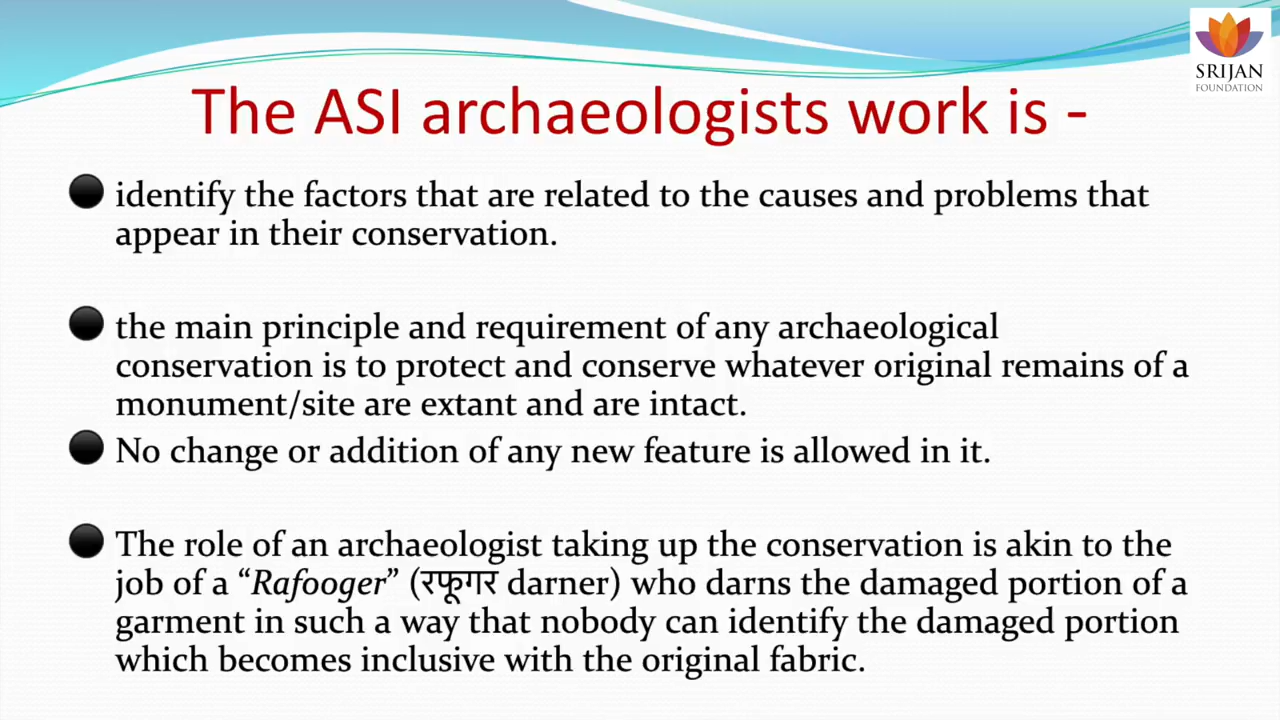 SRIJAN
FOUNDATION
The ASI archaeologists work is -
identify the factors that are related to the causes and problems that
appear in their conservation.
the main principle and requirement of any archaeological
conservation is to protect and conserve whatever original remains of a
monument/site are extant and are intact.
No change or addition of any new feature is allowed in it.
The role of an archaeologist taking up the conservation is akin to the
job of a “Rafooger” (रफूगर darner) who darns the damaged portion of a
garment in such a way that nobody can identify the damaged portion
which becomes inclusive with the original fabric.